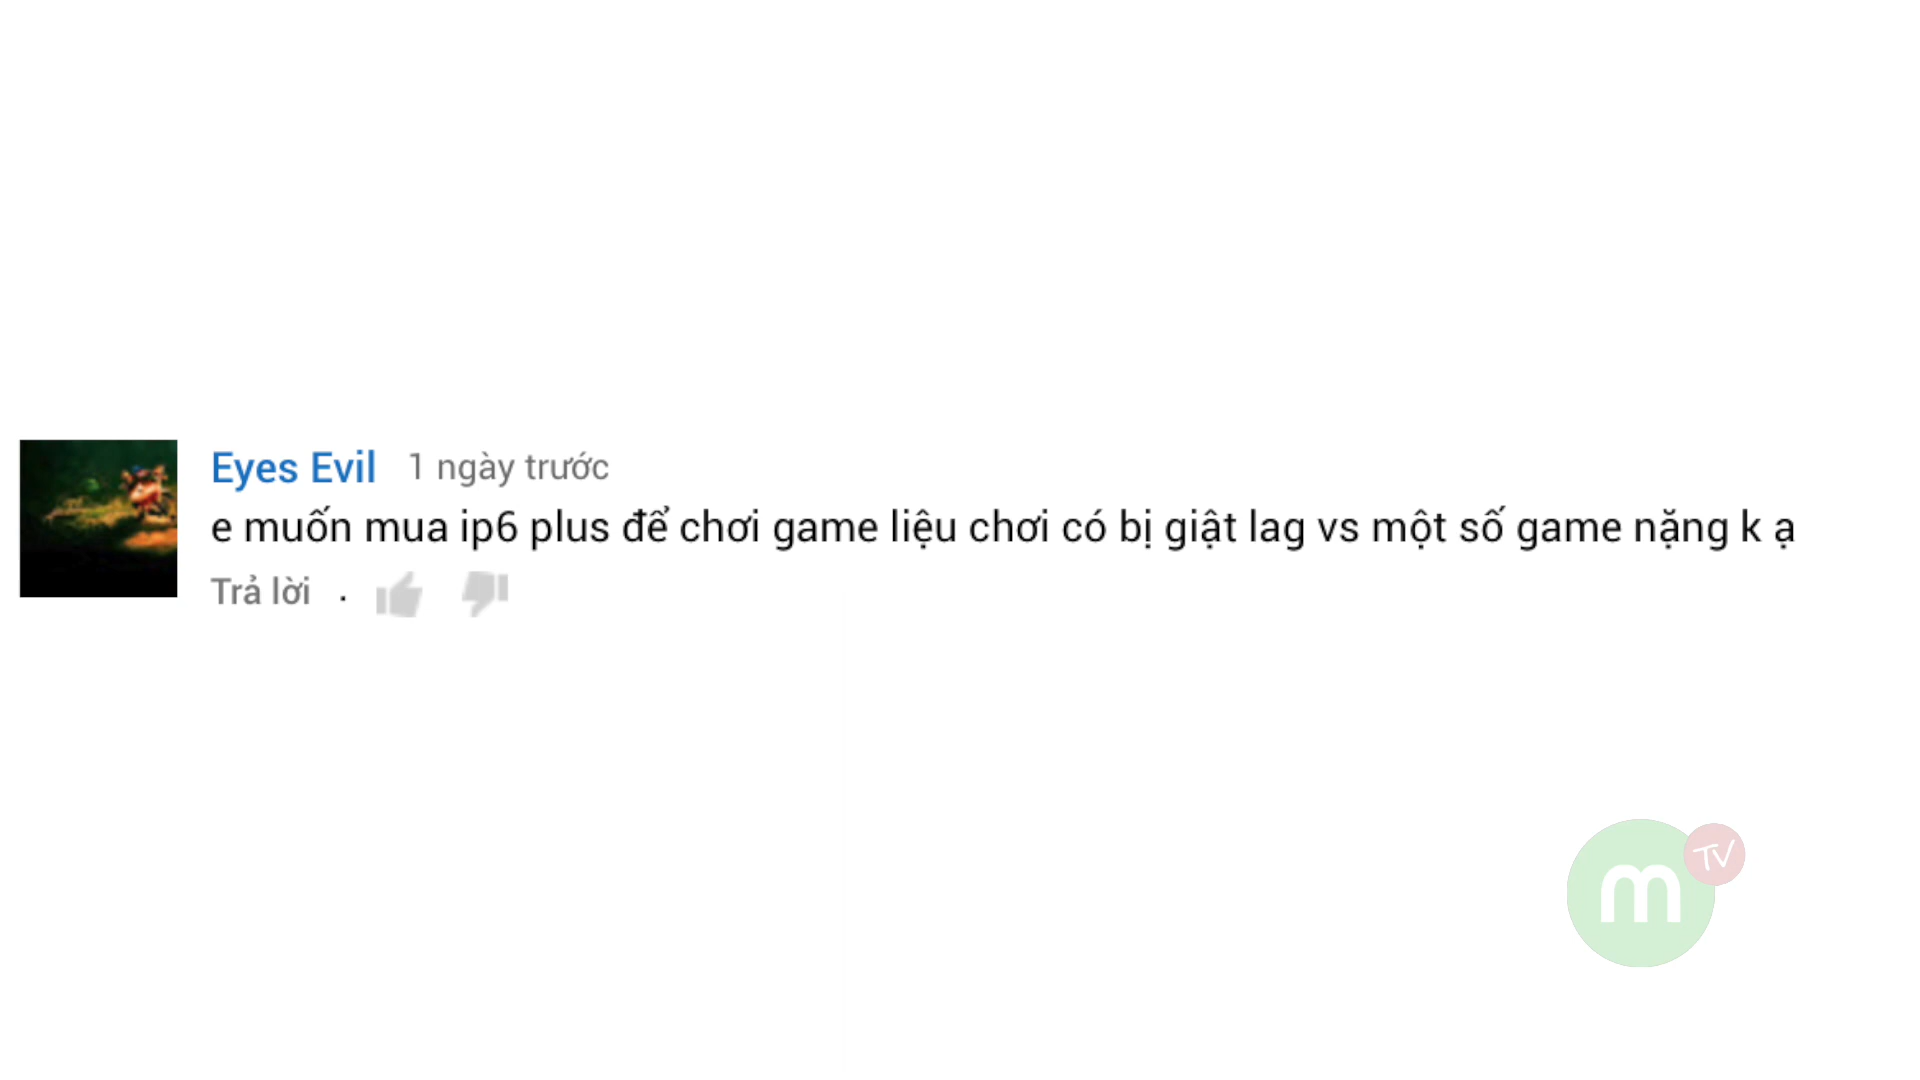 Eyes Evil 1 ngày trước
e muốn mua ip6 plus để chơi game liệu chơi có bị giật lag vs một số game nặng k ạ
Trả lời .
m TV